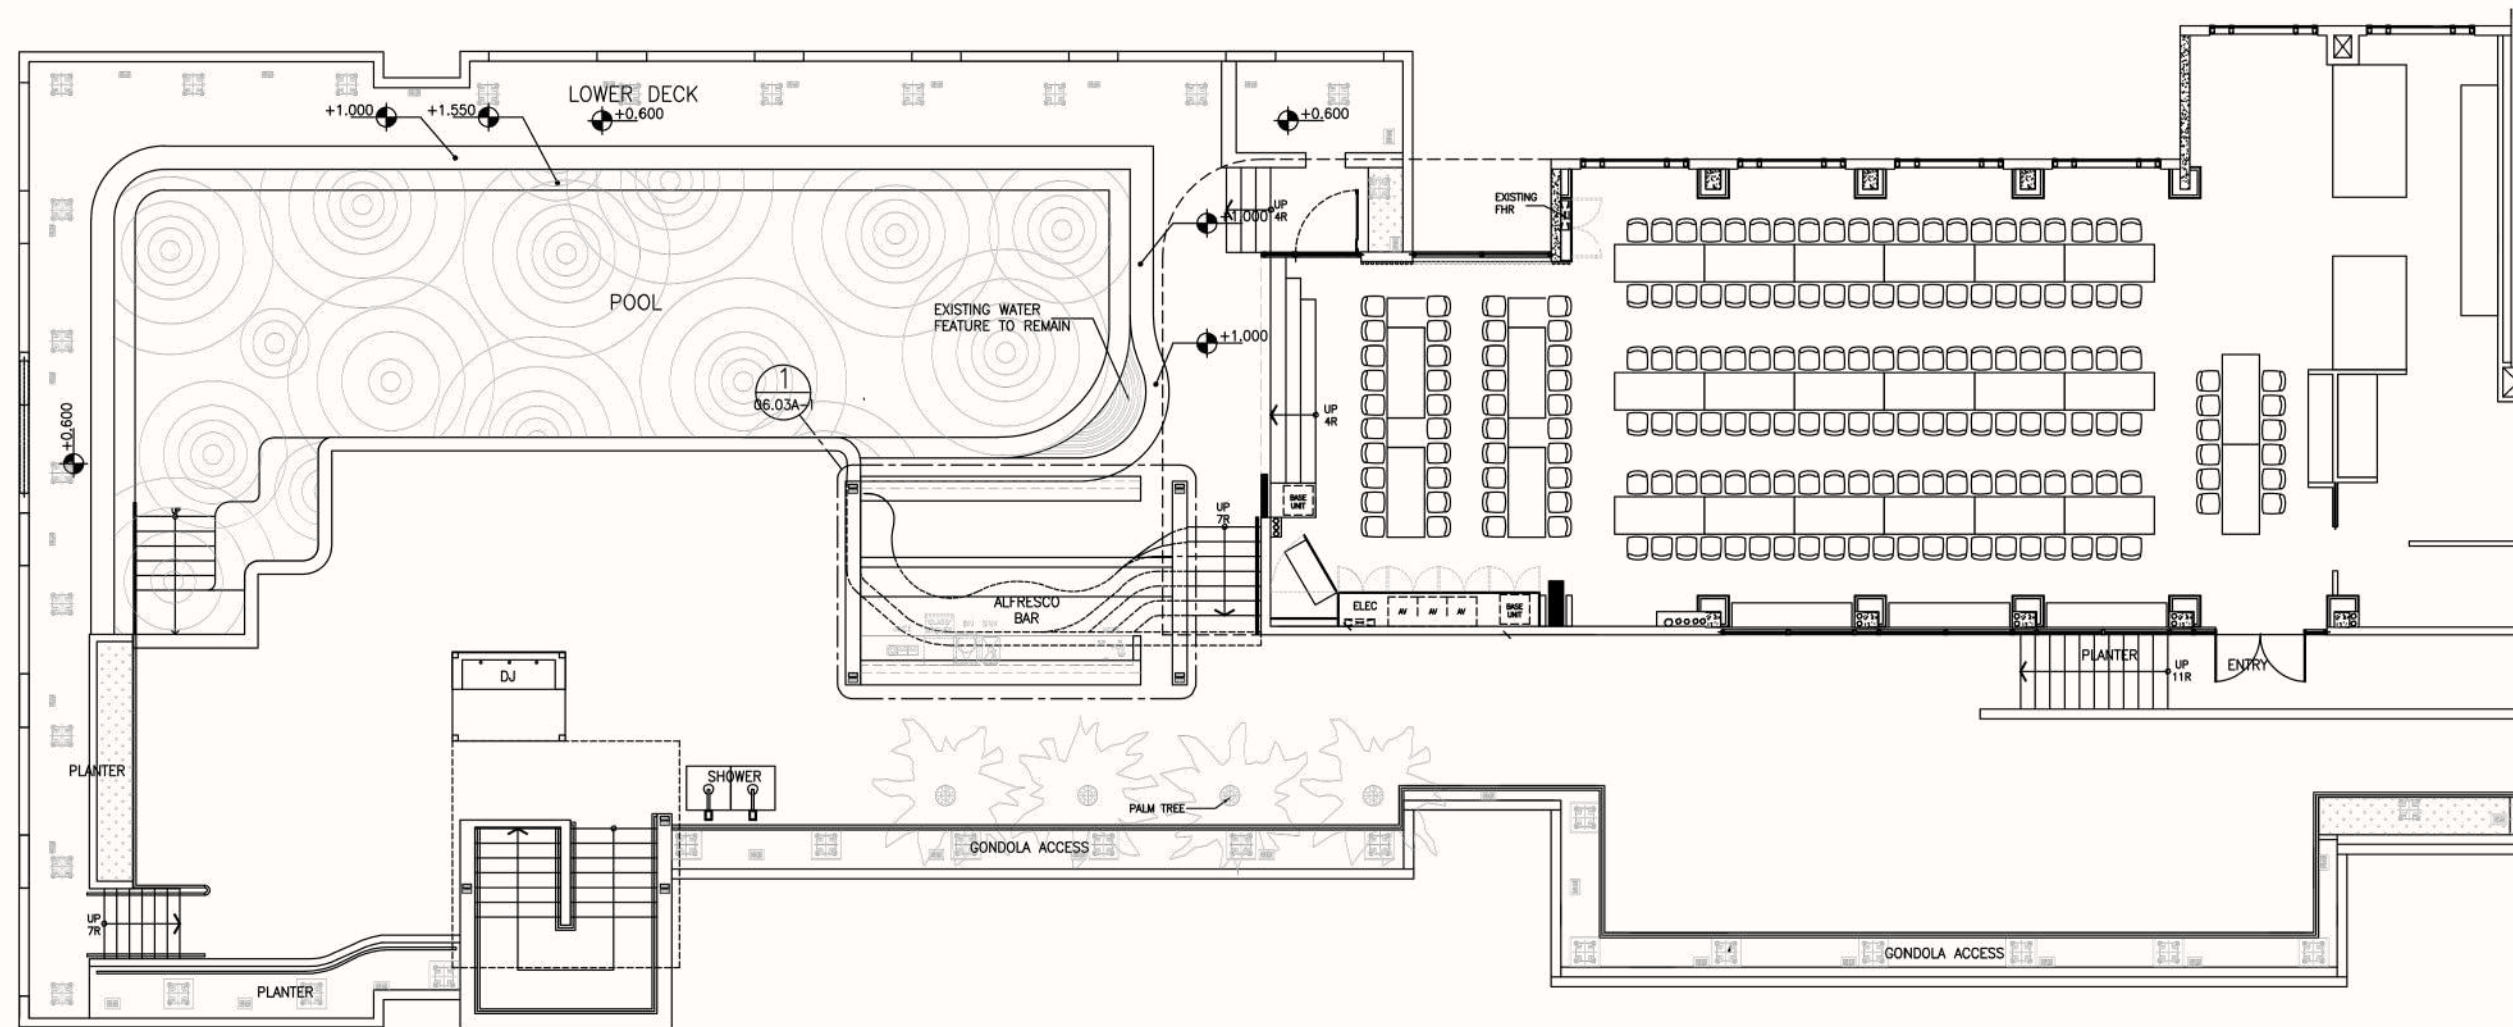 LOWER DECK
+1.000
+1.550
+0.600
+0.600
EXISTING
FHR
+1.000
UP
4R
POOL
EXISTING WATER
FEATURE TO REMAIN
+1.000
1
06.03A-1
+0.600
UP
4R
UP
UP
7R
BASE
UNIT
ALFRESCO
BAR
ELEC
AV
AV
AV
BASE
UNIT
DJ
PLANTER
UP
11R
ENTRY
PLANTER
SHOWER
PALM TREE
GONDOLA ACCESS
UP
7R
GONDOLA ACCESS
PLANTER